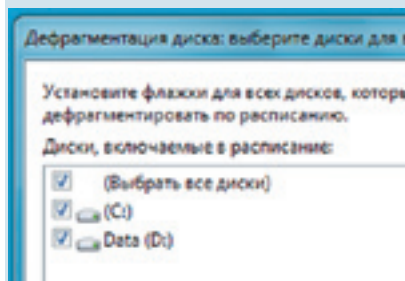 Дефрагментация диска: выберите диски для
Установите флажки для всех дисков, которы
дефрагментировать по расписанию.
Диски, включаемые в расписание:
(Выбрать все диски)
(C:)
Data (D:)